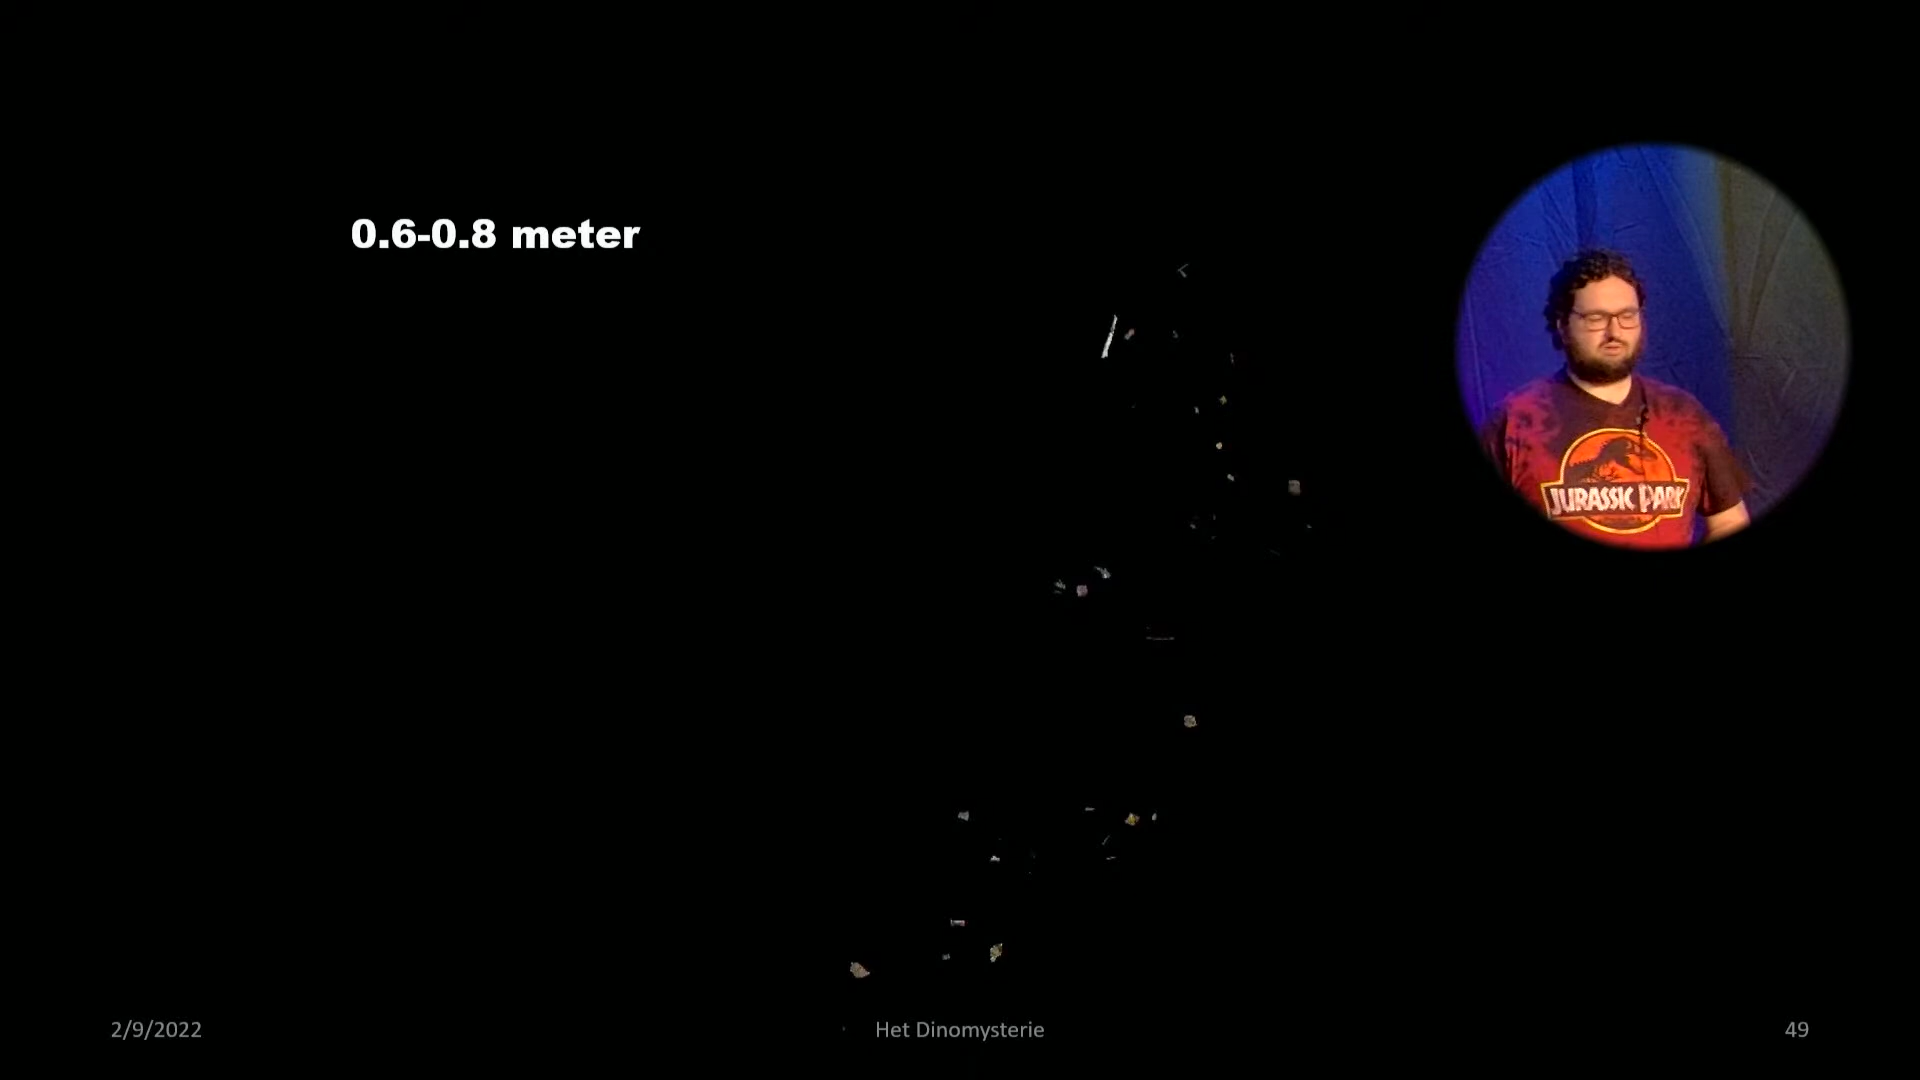 0.6-0.8 meter
JURASSIC PARK
2/9/2022
Het Dinomysterie
49